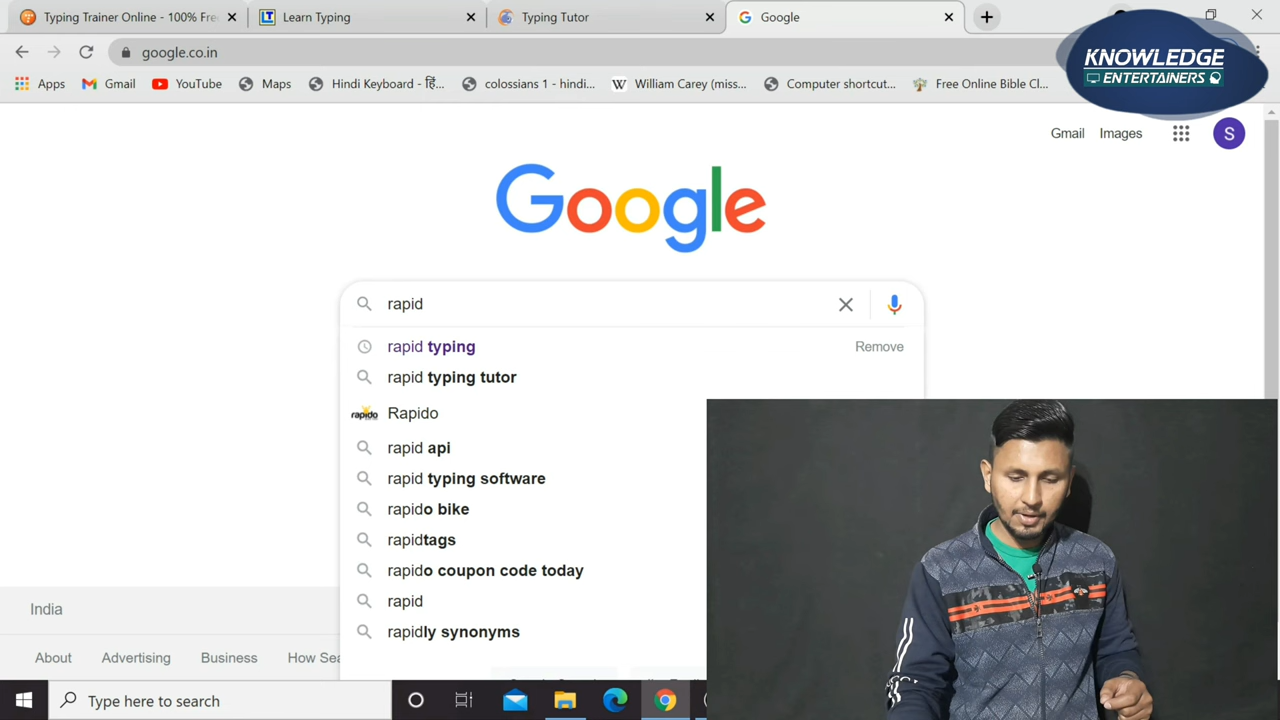 Typing Trainer Online - 100% Fre
Learn Typing
Typing Tutor
Google
google.co.in
KNOWLEDGE
ENTERTAINERS
Apps
Gmail
YouTube
Maps
Hindi Keyboard - हिं...
colossians 1 - hindi...
William Carey (miss...
Computer shortcut...
Free Online Bible Cl...
Gmail
Images
S
Google
rapid
rapid typing
Remove
rapid typing tutor
rapido
Rapido
rapid api
rapid typing software
rapido bike
rapidtags
rapido coupon code today
rapid
rapidly synonyms
India
About
Advertising
Business
How Sea
Type here to search